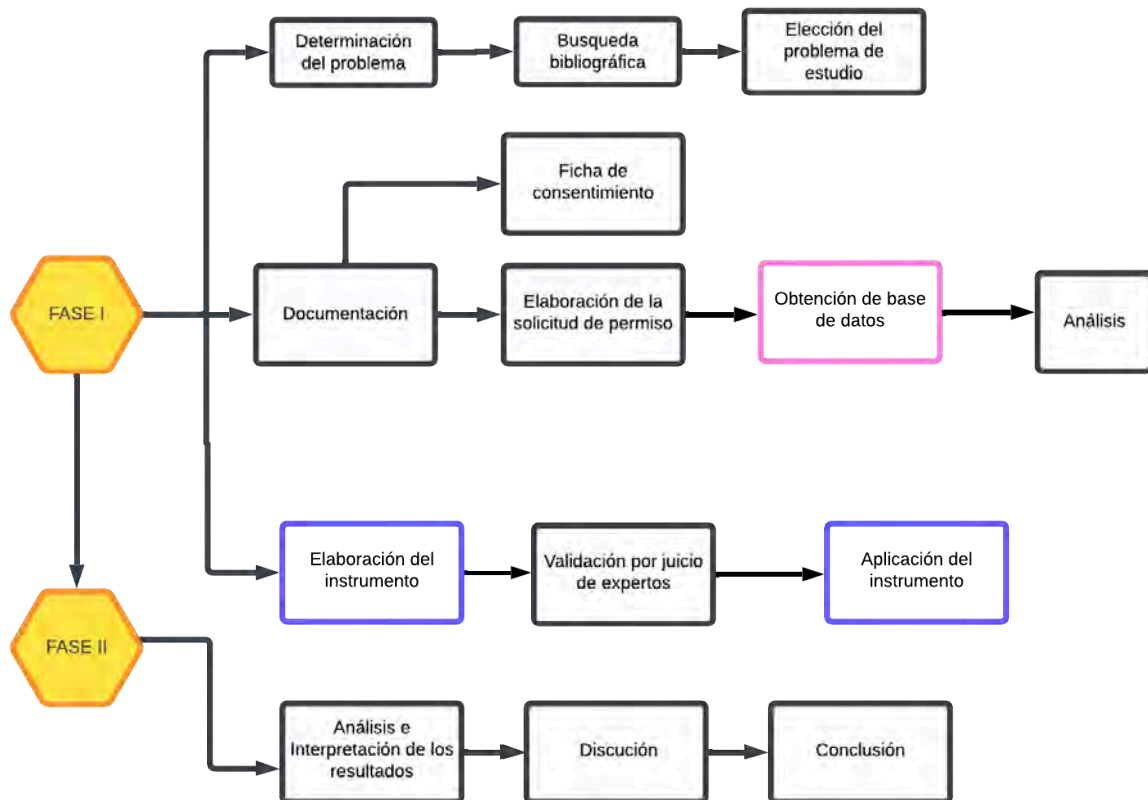 Determinación
del problema
Busqueda
bibliográfica
Elección del
problema de
estudio
Ficha de
consentimiento
FASE I
Documentación
Elaboración de la
solicitud de permiso
Obtención de base
de datos
Análisis
Elaboración del
instrumento
Validación por juicio
de expertos
Aplicación del
instrumento
FASE II
Análisis e
Interpretación de los
resultados
Discución
Conclusión